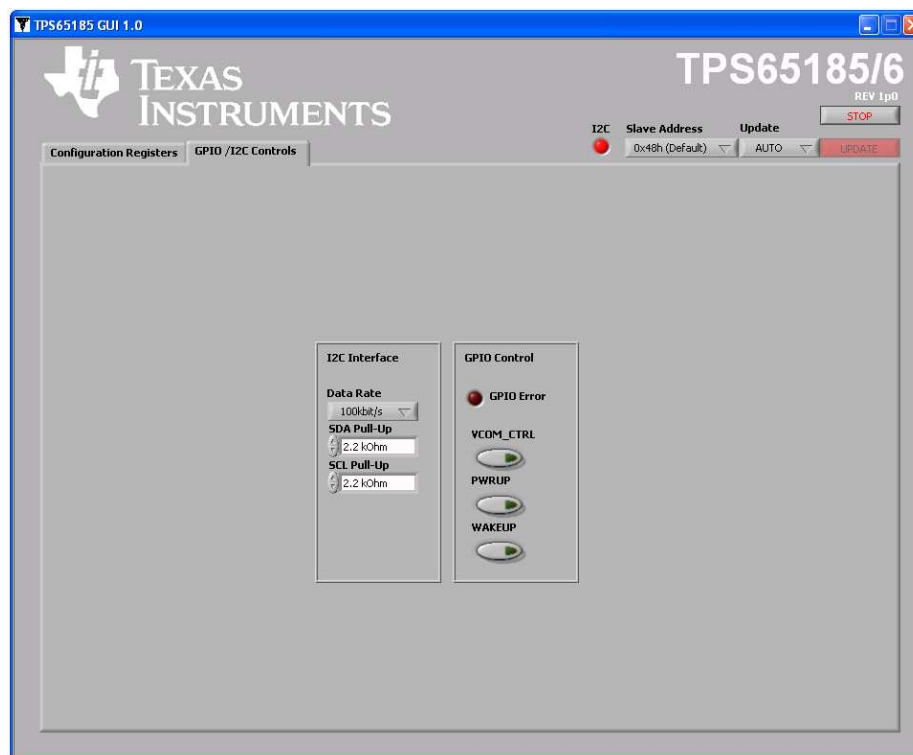 TPS65185 GUI 1.0
TEXAS
INSTRUMENTS
TPS65185/6
REV 1p0
STOP
I2C Slave Address Update
0x48h (Default) AUTO UPDATE
Configuration Registers GPIO /I2C Controls
I2C Interface
Data Rate
100kbit/s
SDA Pull-Up
2.2 kOhm
SCL Pull-Up
2.2 kOhm
GPIO Control
GPIO Error
VCOM_CTRL
PWRUP
WAKEUP